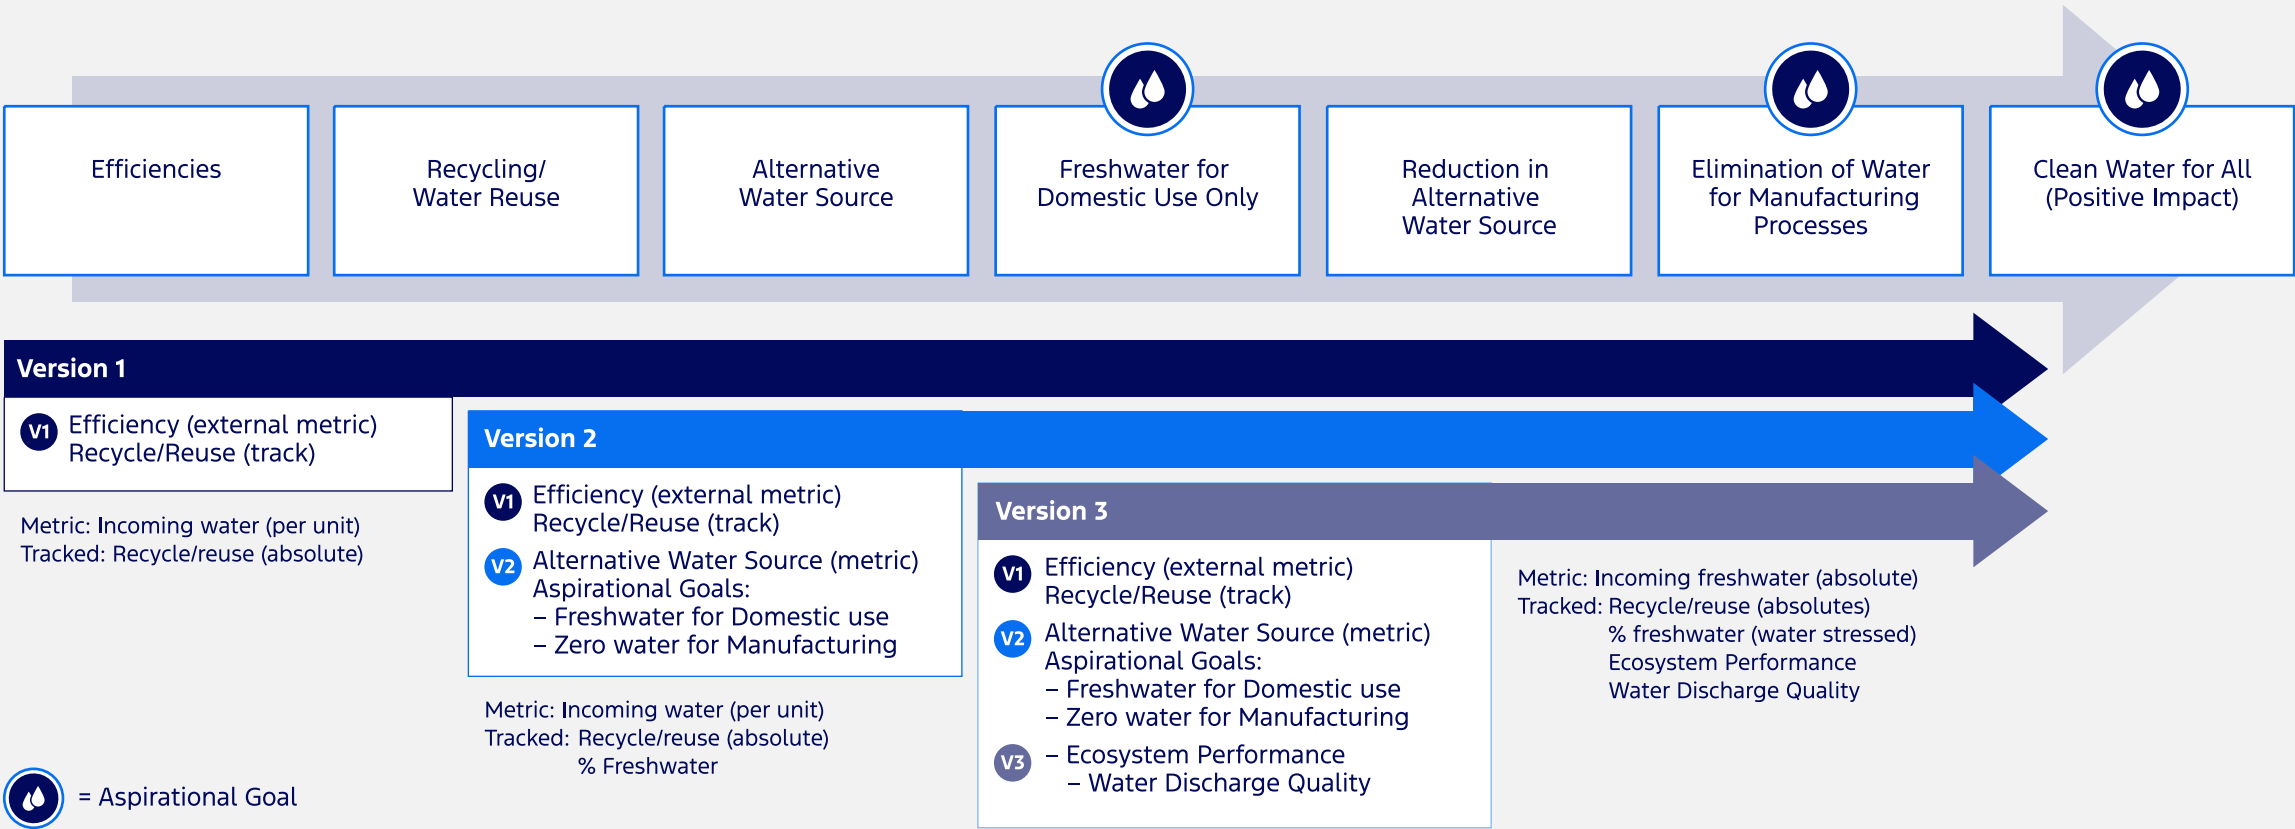 Efficiencies
Recycling/
Water Reuse
Alternative
Water Source
Freshwater for
Domestic Use Only
Reduction in
Alternative
Water Source
Elimination of Water
for Manufacturing
Processes
Clean Water for All
(Positive Impact)
Version 1
V1 Efficiency (external metric)
Recycle/Reuse (track)
Metric: Incoming water (per unit)
Tracked: Recycle/reuse (absolute)
Version 2
V1 Efficiency (external metric)
Recycle/Reuse (track)
V2 Alternative Water Source (metric)
Aspirational Goals:
– Freshwater for Domestic use
– Zero water for Manufacturing
Metric: Incoming water (per unit)
Tracked: Recycle/reuse (absolute)
% Freshwater
Version 3
V1 Efficiency (external metric)
Recycle/Reuse (track)
V2 Alternative Water Source (metric)
Aspirational Goals:
– Freshwater for Domestic use
– Zero water for Manufacturing
V3 – Ecosystem Performance
– Water Discharge Quality
Metric: Incoming freshwater (absolute)
Tracked: Recycle/reuse (absolutes)
% freshwater (water stressed)
Ecosystem Performance
Water Discharge Quality
= Aspirational Goal